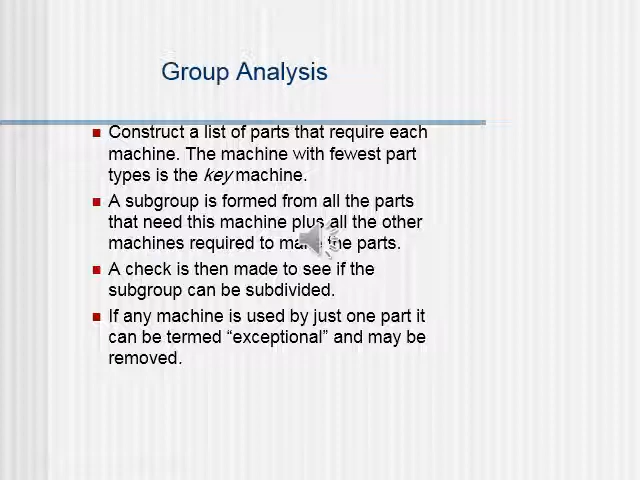 Group Analysis
Construct a list of parts that require each
machine. The machine with fewest part
types is the key machine.
A subgroup is formed from all the parts
that need this machine plus all the other
machines required to make the parts.
A check is then made to see if the
subgroup can be subdivided.
If any machine is used by just one part it
can be termed “exceptional” and may be
removed.